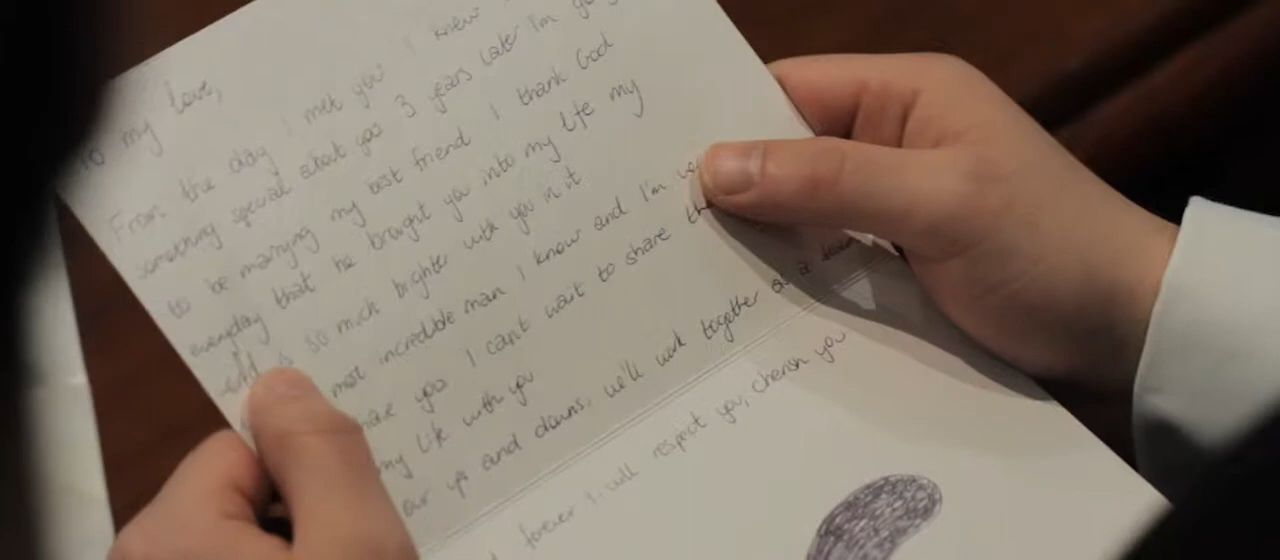 To my love,
From the day I met you I knew
something special about you 3 years later I'm
to be marrying my best friend I thank God
everyday that he brought you into my life my
so much brighter with you in it
most incredible man I know and I'm
have you I can't wait to share
my life with you
our ups and downs, we'll work together as a team
forever I will respect you, cherish you